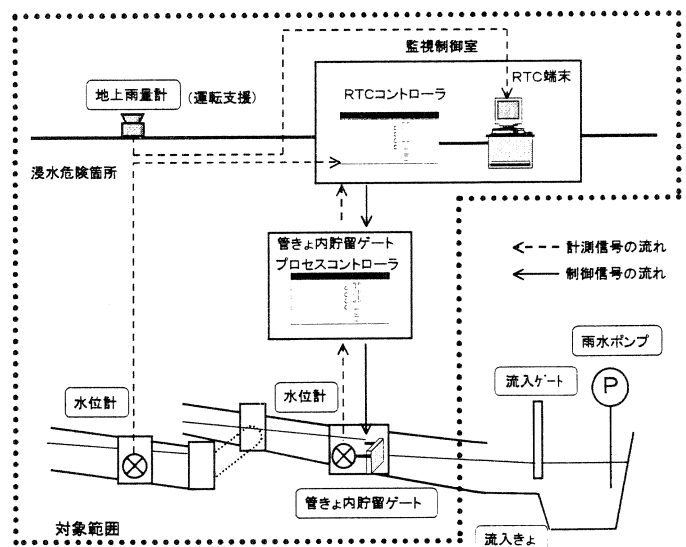 監視制御室
地上雨量計 (運転支援)
RTCコントローラ
RTC端末
浸水危険箇所
管きょ内貯留ゲート
プロセスコントローラ
計測信号の流れ
制御信号の流れ
雨水ポンプ
P
流入ゲート
水位計
水位計
管きょ内貯留ゲート
対象範囲
流入きょ